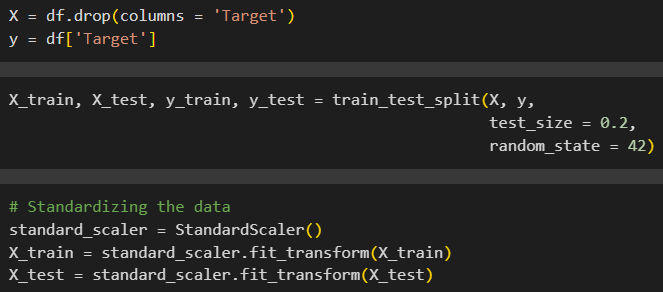 X = df.drop(columns = 'Target')
y = df['Target']
X_train, X_test, y_train, y_test = train_test_split(X, y,
test_size = 0.2,
random_state = 42)
# Standardizing the data
standard_scaler = StandardScaler()
X_train = standard_scaler.fit_transform(X_train)
X_test = standard_scaler.fit_transform(X_test)